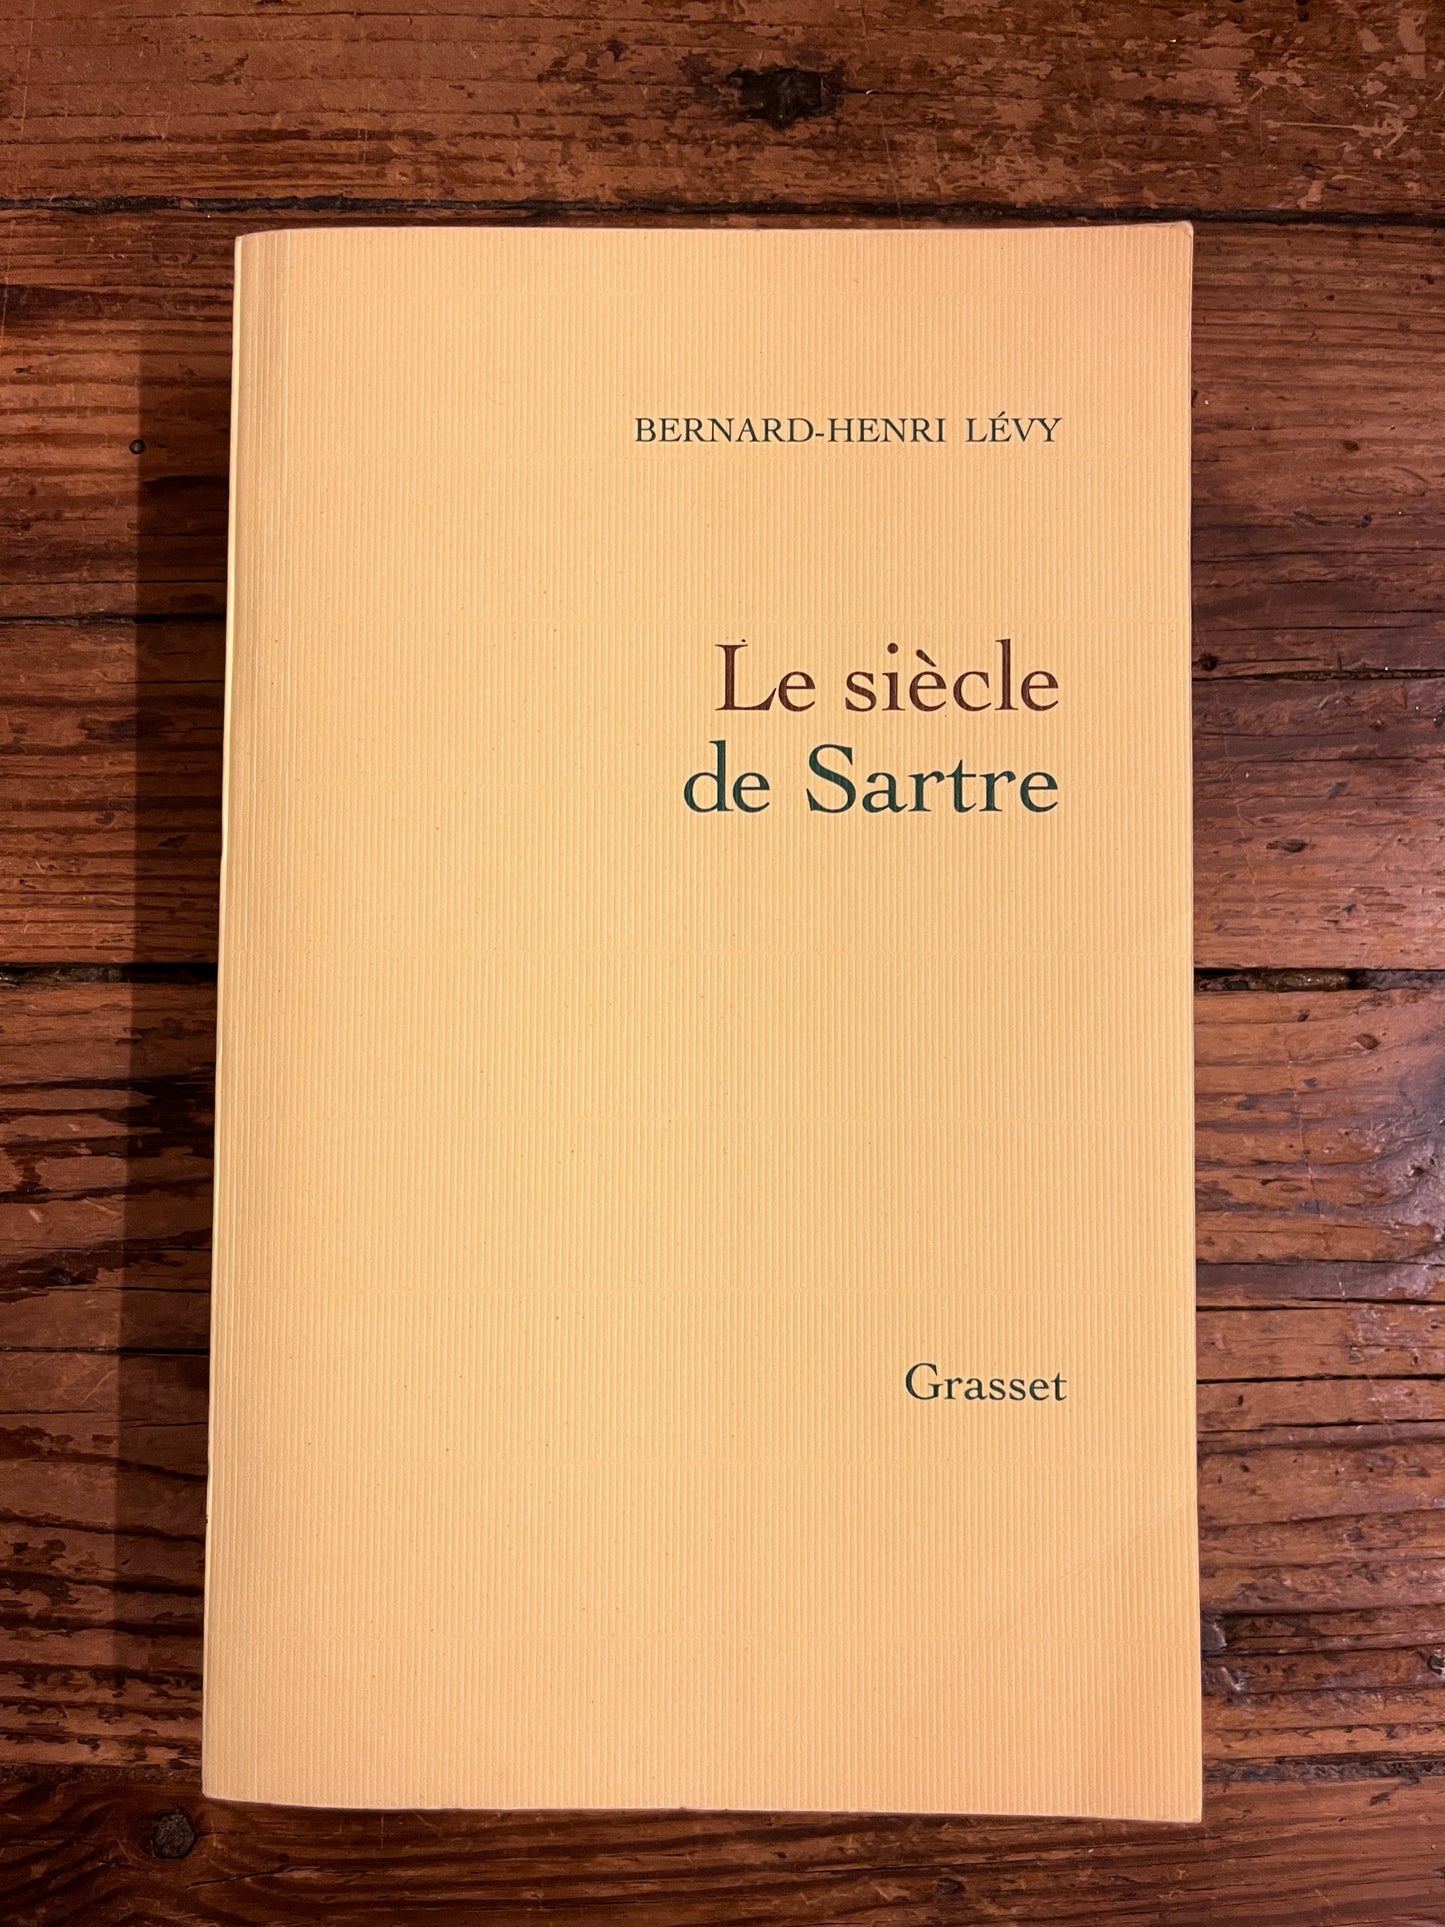 BERNARD-HENRI LÉVY
Le siècle
de Sartre
Grasset